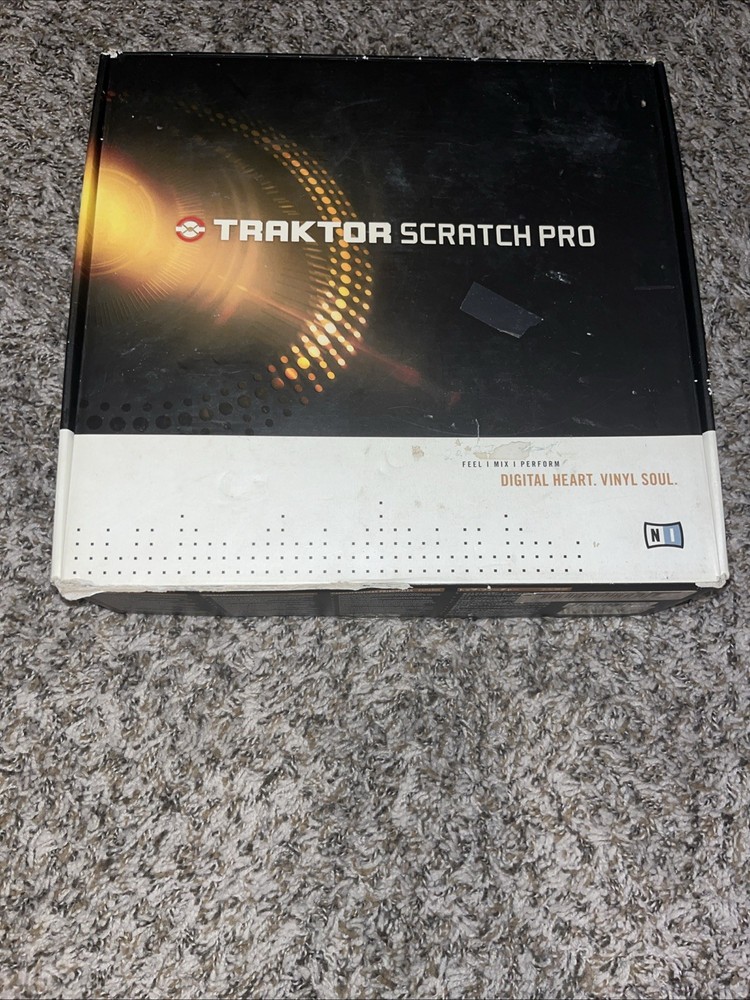 TRAKTOR SCRATCH PRO
FEEL | MIX | PERFORM
DIGITAL HEART. VINYL SOUL.
NI